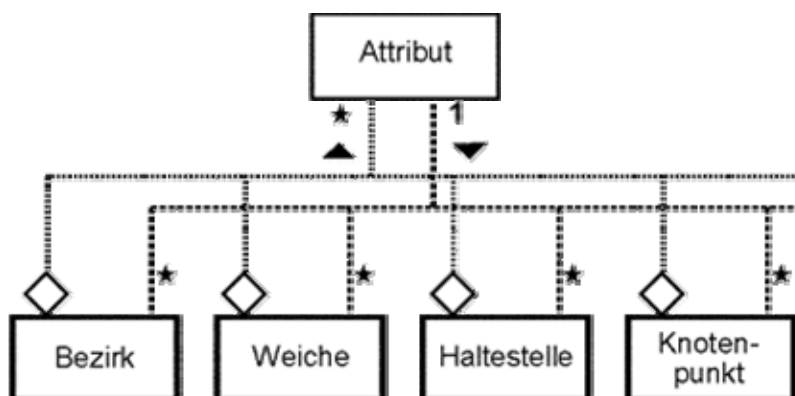 Attribut
* 1
* * * *
Bezirk Weiche Haltestelle Knoten-
punkt